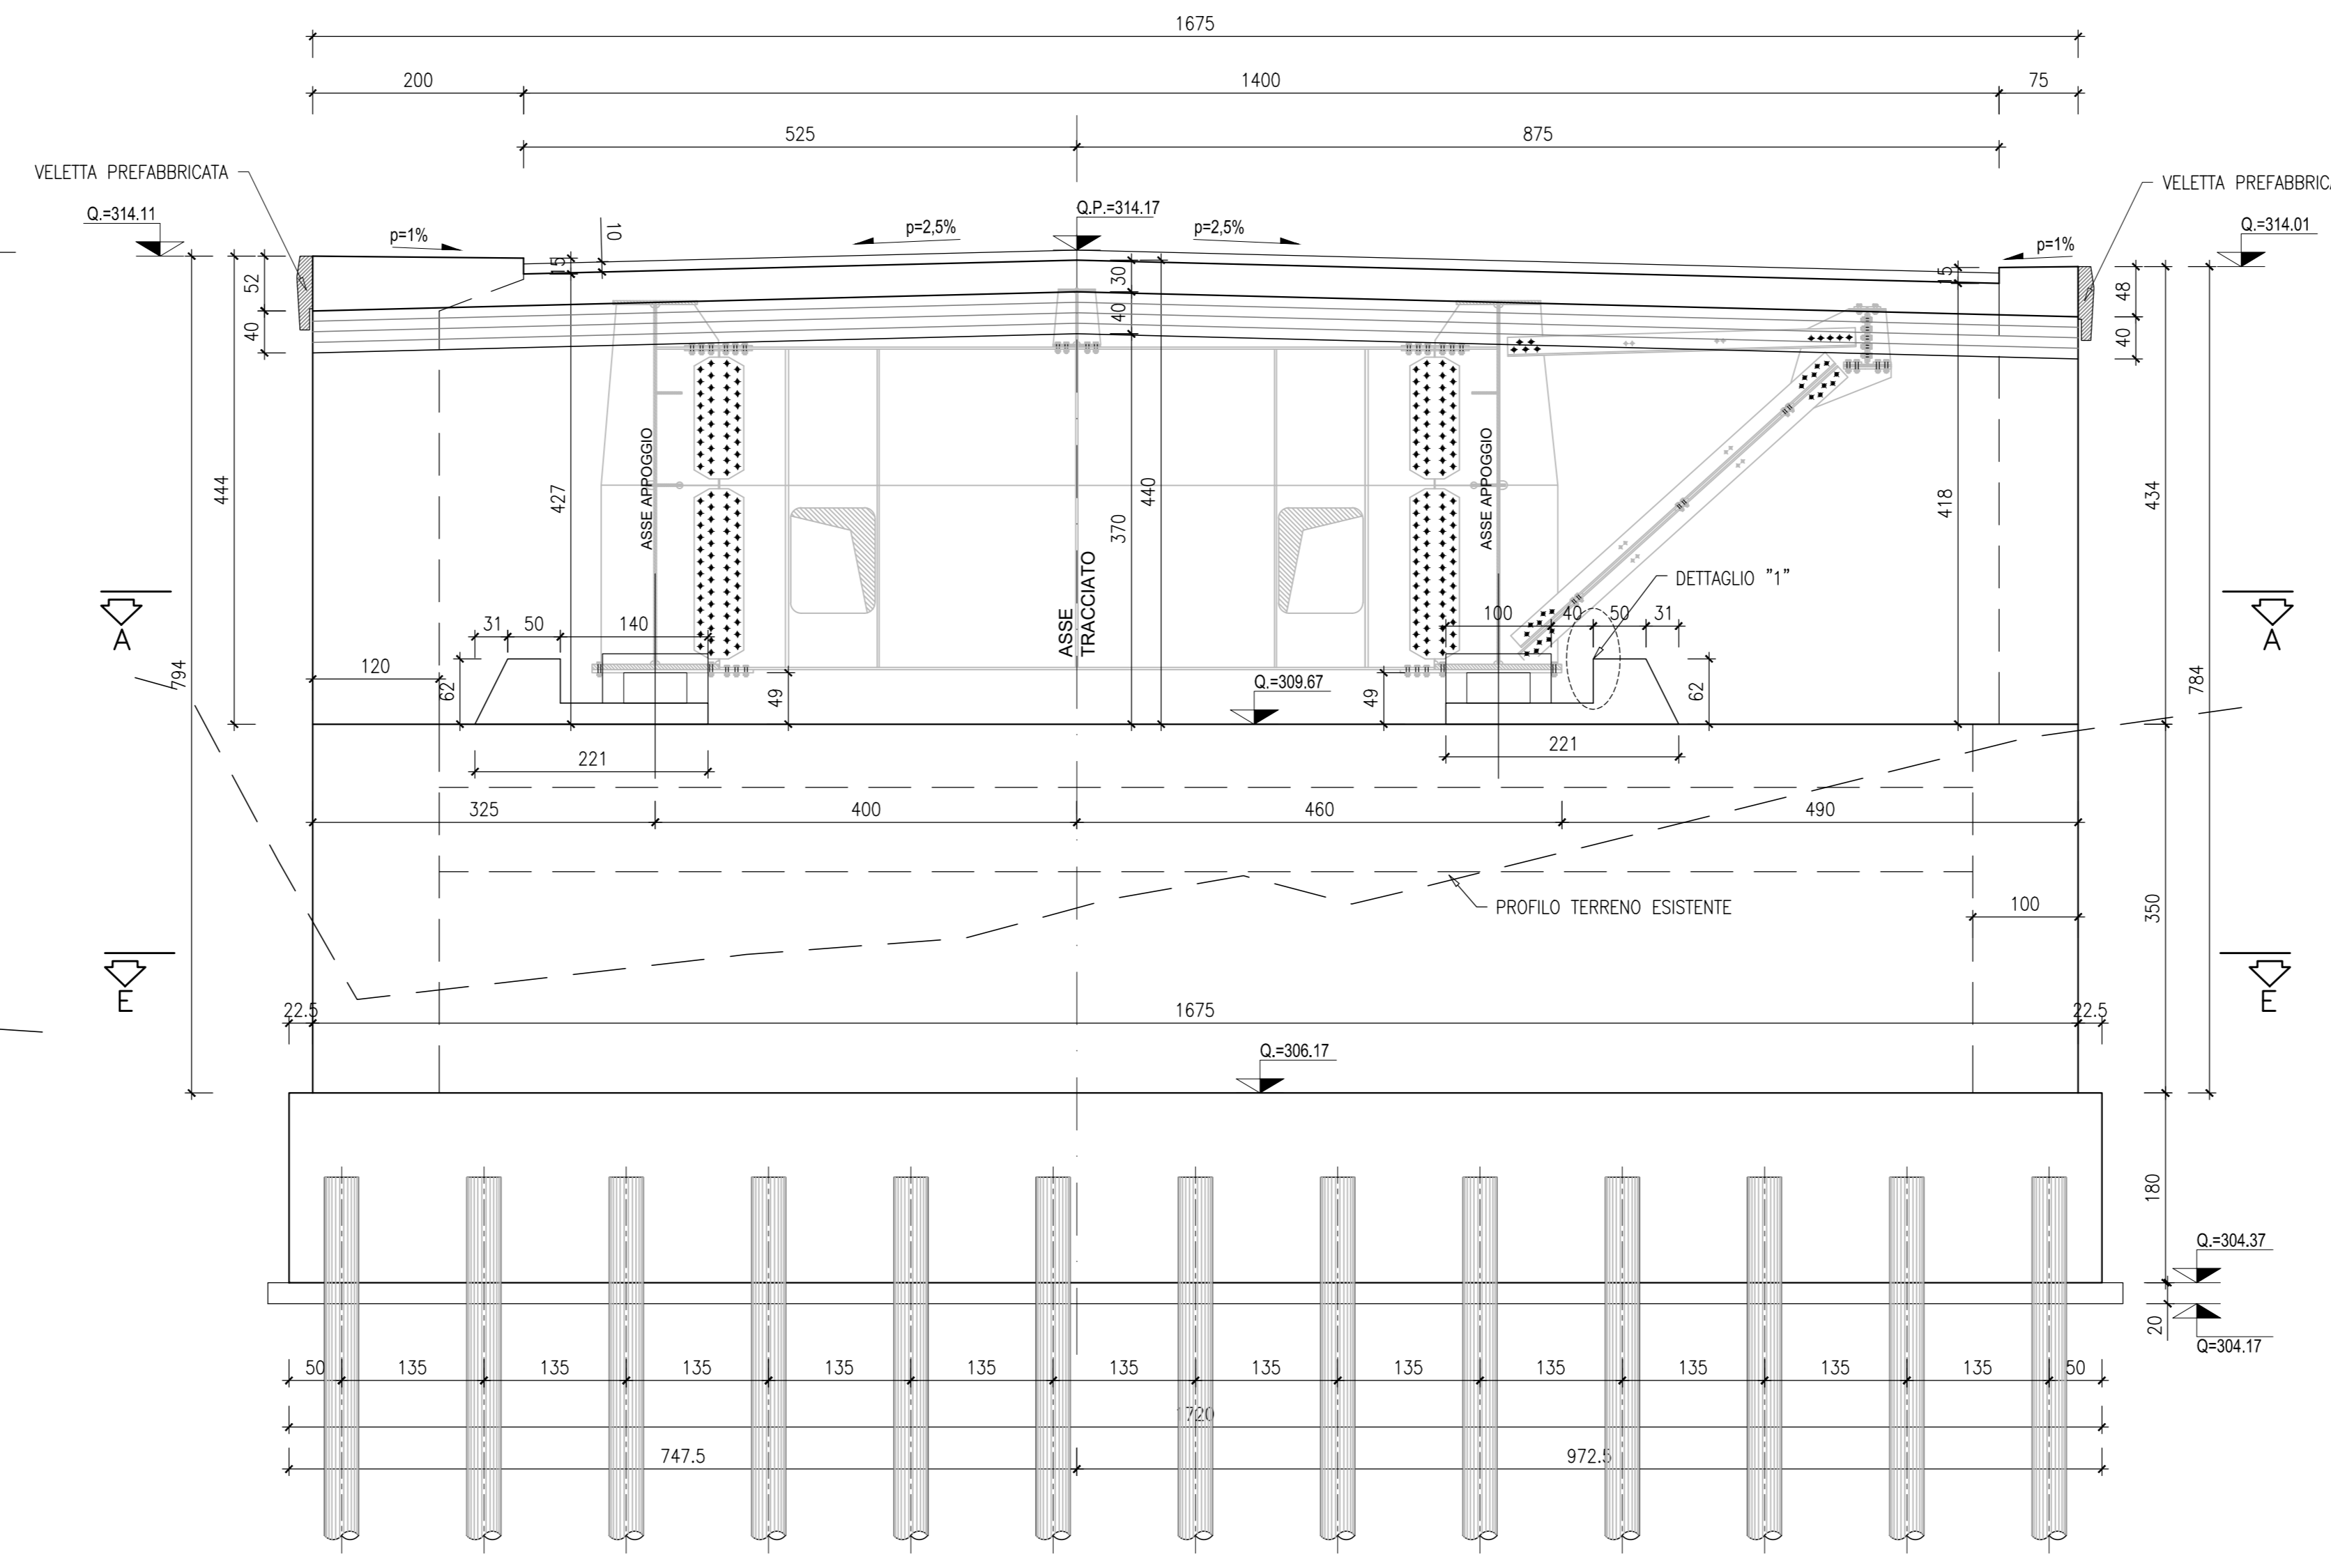 1675
200
1400
75
525
875
VELETTA PREFABBRICATA
VELETTA PREFABBRIC
Q.=314.11
Q.P.=314.17
Q.=314.01
p=1%
p=2,5%
p=2,5%
p=1%
10
15
15
52
40
30
40
48
40
444
794
427
ASSE APPOGGIO
370
440
ASSE APPOGGIO
418
434
784
ASSE
TRACCIATO
DETTAGLIO "1"
A
A
31
50
140
100
40
50
31
120
62
49
Q.=309.67
49
62
221
221
325
400
460
490
PROFILO TERRENO ESISTENTE
100
350
E
E
22.5
1675
22.5
Q.=306.17
180
Q.=304.37
20
Q=304.17
50
135
135
135
135
135
135
135
135
135
135
135
135
50
1720
747.5
972.5